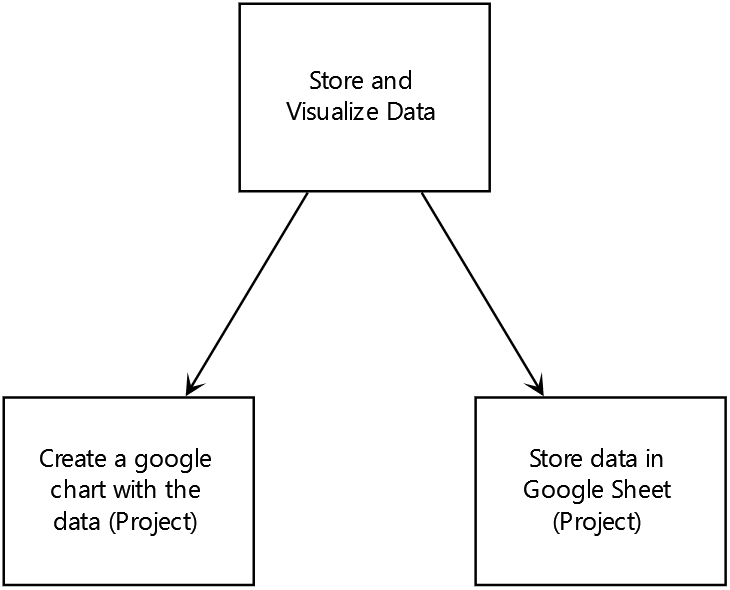 Store and
Visualize Data
Create a google
chart with the
data (Project)
Store data in
Google Sheet
(Project)